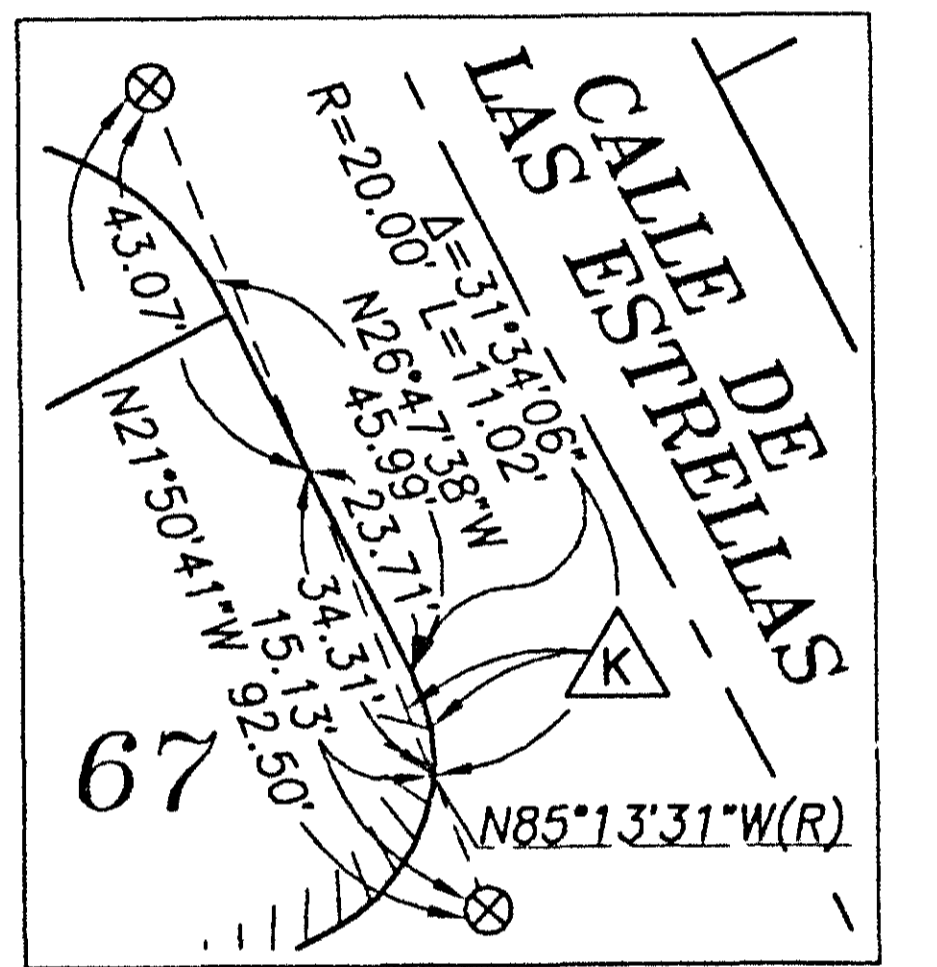 CALLE DE
LAS ESTRELLAS
Δ=31°34'06"
R=20.00' L=11.02'
N26°47'38"W
45.99'
43.07'
23.71'
N21°50'41"W 92.50'
34.31'
15.13'
K
67
N85°13'31"W(R)